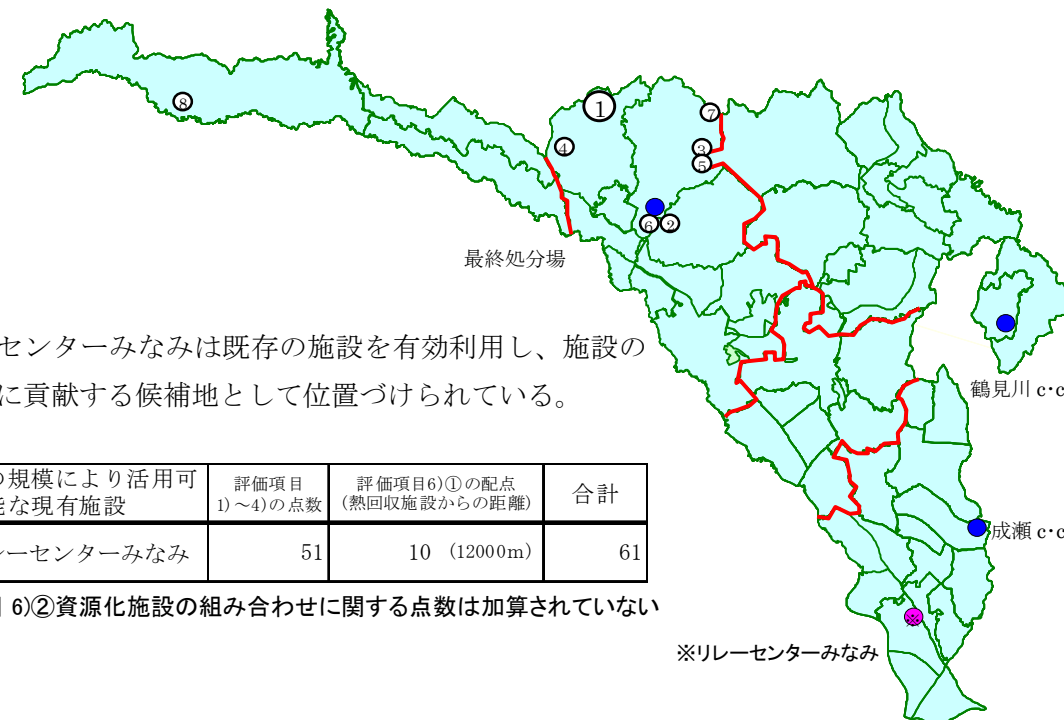 ⑧
①
⑦
④
③
⑤
⑥
②
最終処分場
センターみなみは既存の施設を有効利用し、施設の
に貢献する候補地として位置づけられている。
鶴見川 c・c
の規模により活用可
能な現有施設
評価項目
1)~4)の点数
評価項目6)①の配点
(熱回収施設からの距離)
合計
レーセンターみなみ
51
10 (12000m)
61
6)②資源化施設の組み合わせに関する点数は加算されていない
成瀬 c・c
※
※リレーセンターみなみ